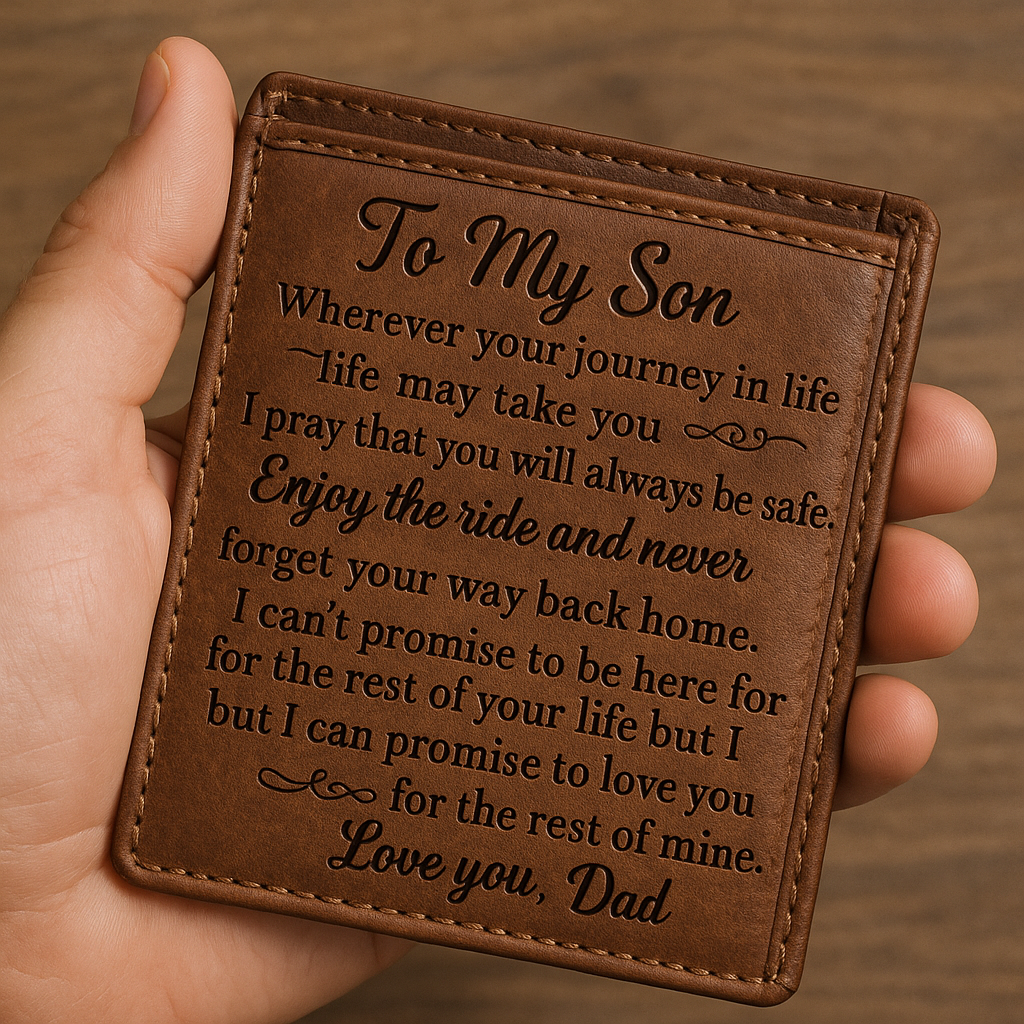 To My Son
Wherever your journey in life
life may take you
I pray that you will always be safe.
Enjoy the ride and never
forget your way back home.
I can't promise to be here for
for the rest of your life but I
but I can promise to love you
for the rest of mine.
Love you, Dad